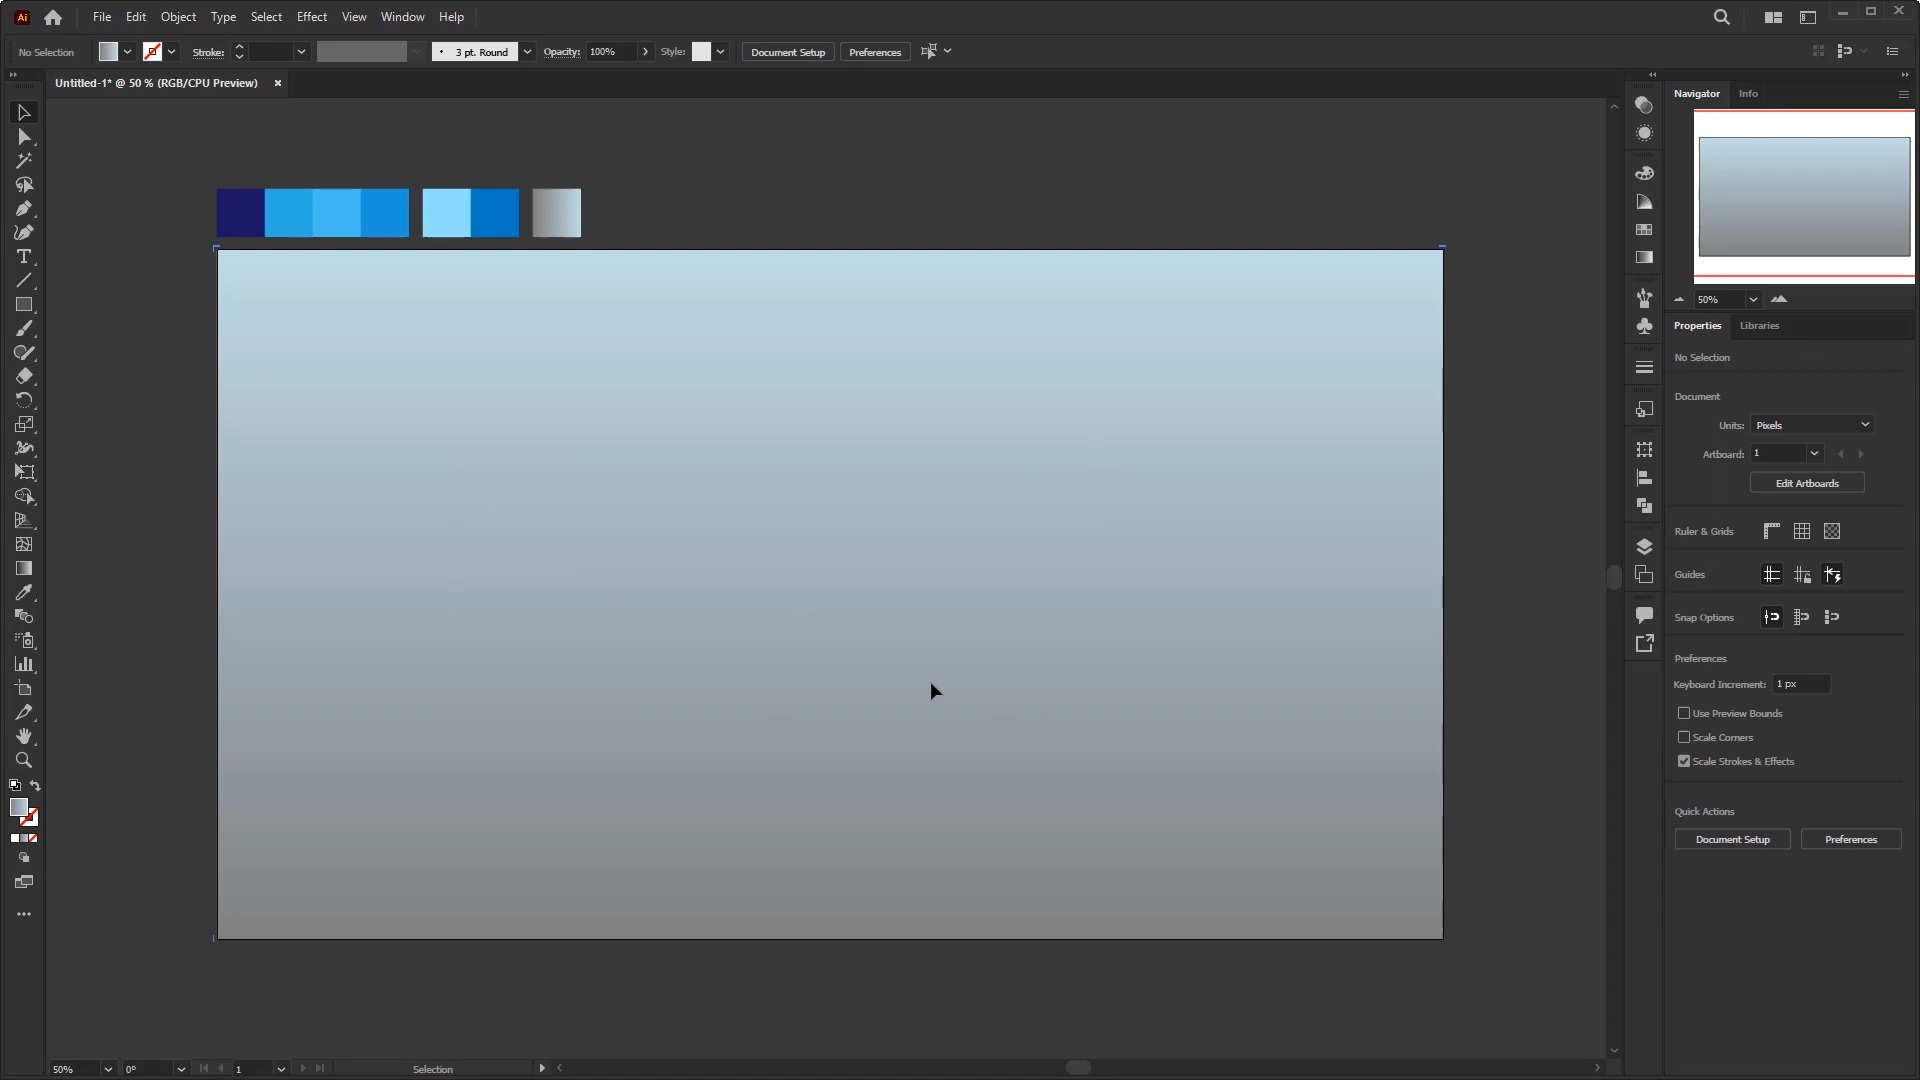 Ai File Edit Object Type Select Effect View Window Help
No Selection Stroke: 3 pt. Round Opacity: 100% Style: Document Setup Preferences
Untitled-1* @ 50 % (RGB/CPU Preview) ×
Navigator Info
50%
Properties Libraries
No Selection
Document
Units: Pixels
Artboard: 1
Edit Artboards
Ruler & Grids
Guides
Snap Options
Preferences
Keyboard Increment: 1 px
Use Preview Bounds
Scale Corners
Scale Strokes & Effects
Quick Actions
Document Setup Preferences
50% 0° 1 Selection